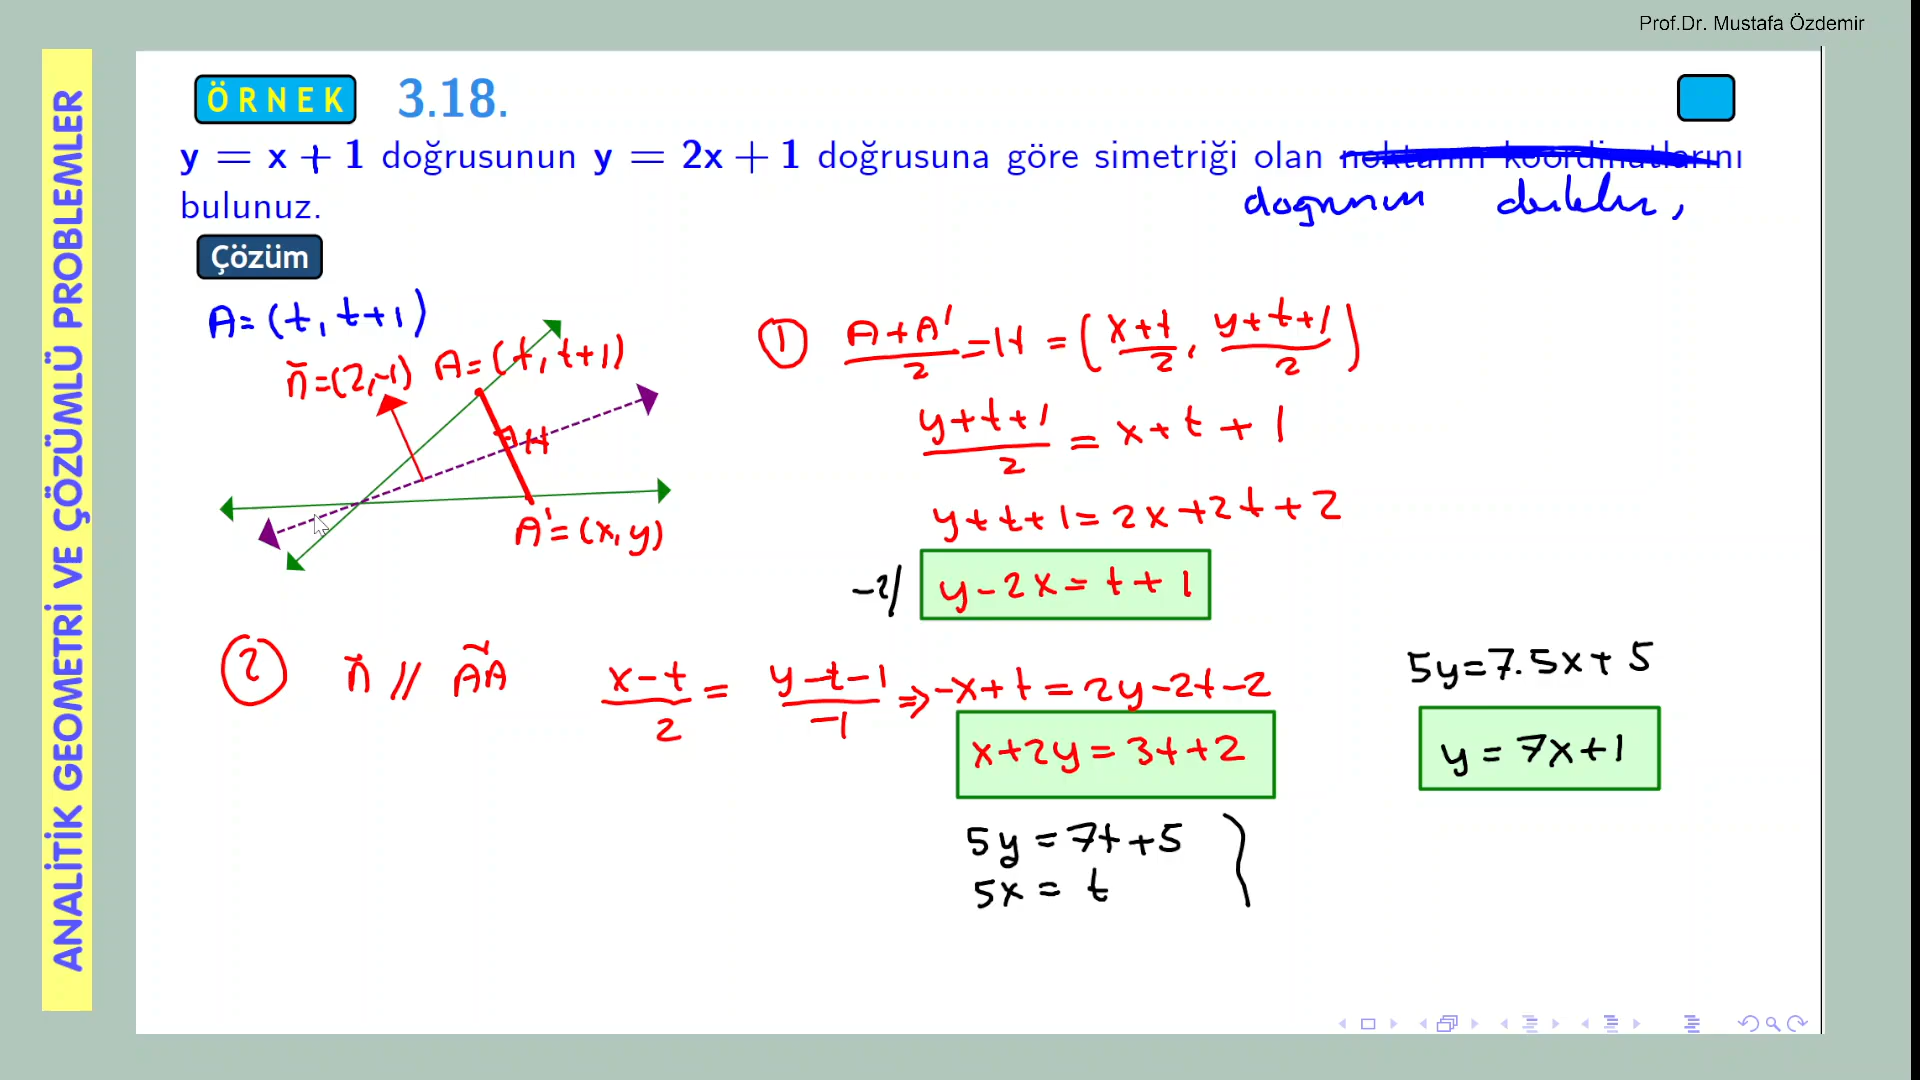 Prof.Dr. Mustafa Özdemir
ANALİTİK GEOMETRİ VE ÇÖZÜMLÜ PROBLEMLER
ÖRNEK 3.18.
y = x + 1 doğrusunun y = 2x + 1 doğrusuna göre simetriği olan noktanın koordinatlarını
doğrunun
bulunuz.
Çözüm
A = (t, t+1)
n = (2, -1)
A = (t, t+1)
H
A' = (x, y)
① A+A'/2 = H = (x+t/2, y+t+1/2)
y+t+1/2 = x+t+1
y+t+1 = 2x+2t+2
-2/ y-2x = t+1
② n // AA x-t/2 = y-t-1/-1 ⇒ -x+t = 2y-2t-2
x+2y = 3t+2
5y = 7t+5
5x = t
5y = 7.5x+5
y = 7x+1